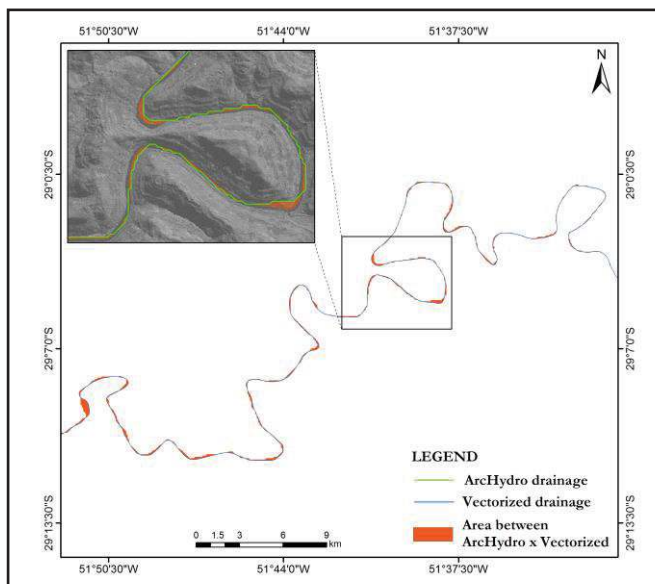 51°50'30"W 51°44'0"W 51°37'30"W
N
29°0'30"S 29°0'30"S
29°7'0"S 29°7'0"S
29°13'30"S 29°13'30"S
LEGEND
ArcHydro drainage
Vectorized drainage
Area between
ArcHydro x Vectorized
0 1.5 3 6 9
km
51°50'30"W 51°44'0"W 51°37'30"W